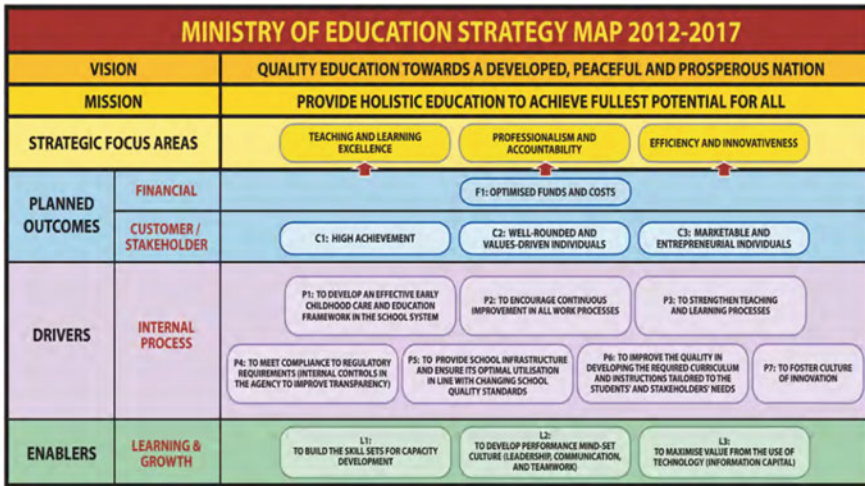 MINISTRY OF EDUCATION STRATEGY MAP 2012-2017
VISION
QUALITY EDUCATION TOWARDS A DEVELOPED, PEACEFUL AND PROSPEROUS NATION
MISSION
PROVIDE HOLISTIC EDUCATION TO ACHIEVE FULLEST POTENTIAL FOR ALL
STRATEGIC FOCUS AREAS
TEACHING AND LEARNING
EXCELLENCE
PROFESSIONALISM AND
ACCOUNTABILITY
EFFICIENCY AND INNOVATIVENESS
PLANNED
OUTCOMES
FINANCIAL
F1: OPTIMISED FUNDS AND COSTS
CUSTOMER /
STAKEHOLDER
C1: HIGH ACHIEVEMENT
C2: WELL-ROUNDED AND
VALUES-DRIVEN INDIVIDUALS
C3: MARKETABLE AND
ENTREPRENEURIAL INDIVIDUALS
DRIVERS
INTERNAL
PROCESS
P1: TO DEVELOP AN EFFECTIVE EARLY
CHILDHOOD CARE AND EDUCATION
FRAMEWORK IN THE SCHOOL SYSTEM
P2: TO ENCOURAGE CONTINUOUS
IMPROVEMENT IN ALL WORK PROCESSES
P3: TO STRENGTHEN TEACHING
AND LEARNING PROCESSES
P4: TO MEET COMPLIANCE TO REGULATORY
REQUIREMENTS (INTERNAL CONTROLS IN
THE AGENCY TO IMPROVE TRANSPARENCY)
P5: TO PROVIDE SCHOOL INFRASTRUCTURE
AND ENSURE ITS OPTIMAL UTILISATION
IN LINE WITH CHANGING SCHOOL
QUALITY STANDARDS
P6: TO IMPROVE THE QUALITY IN
DEVELOPING THE REQUIRED CURRICULUM
AND INSTRUCTIONS TAILORED TO THE
STUDENTS' AND STAKEHOLDERS' NEEDS
P7: TO FOSTER CULTURE
OF INNOVATION
ENABLERS
LEARNING &
GROWTH
L1:
TO BUILD THE SKILL SETS FOR CAPACITY
DEVELOPMENT
L2:
TO DEVELOP PERFORMANCE MIND-SET
CULTURE (LEADERSHIP, COMMUNICATION,
AND TEAMWORK)
L3:
TO MAXIMISE VALUE FROM THE USE OF
TECHNOLOGY (INFORMATION CAPITAL)